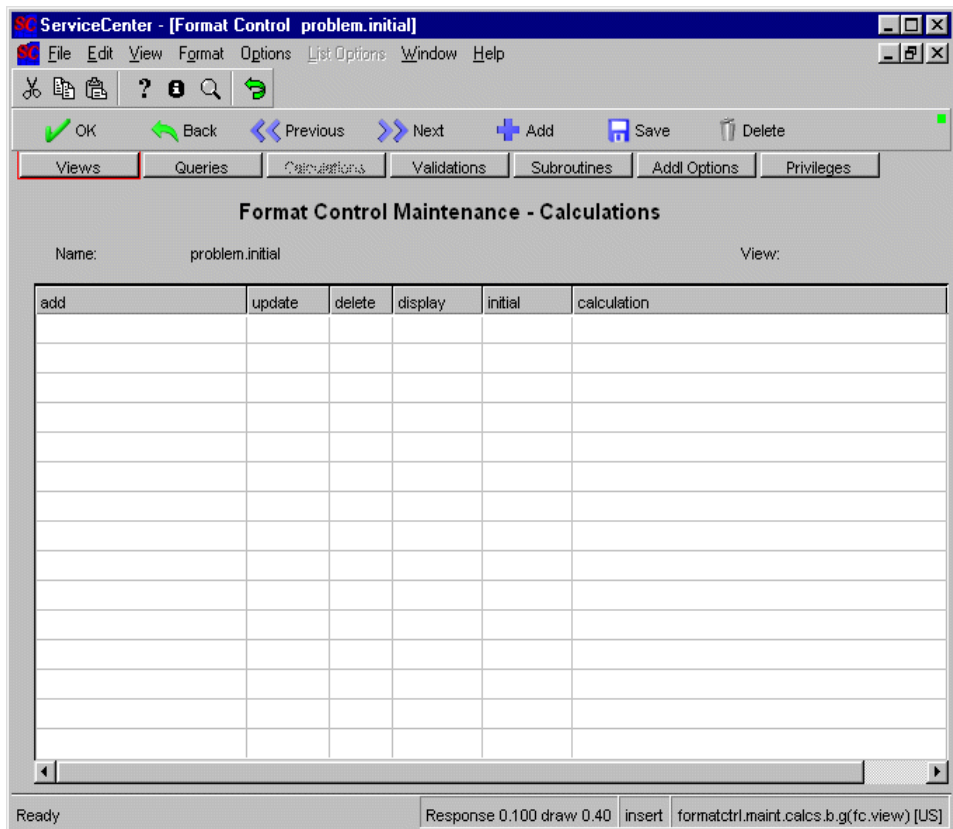 SC ServiceCenter - [Format Control problem.initial]
SC File Edit View Format Options List Options Window Help
?
OK Back Previous Next Add Save Delete
Views Queries Calculations Validations Subroutines Addl Options Privileges
Format Control Maintenance - Calculations
Name: problem.initial View:
add update delete display initial calculation
Ready Response 0.100 draw 0.40 insert formatctrl.maint.calcs.b.g(fc.view) [US]